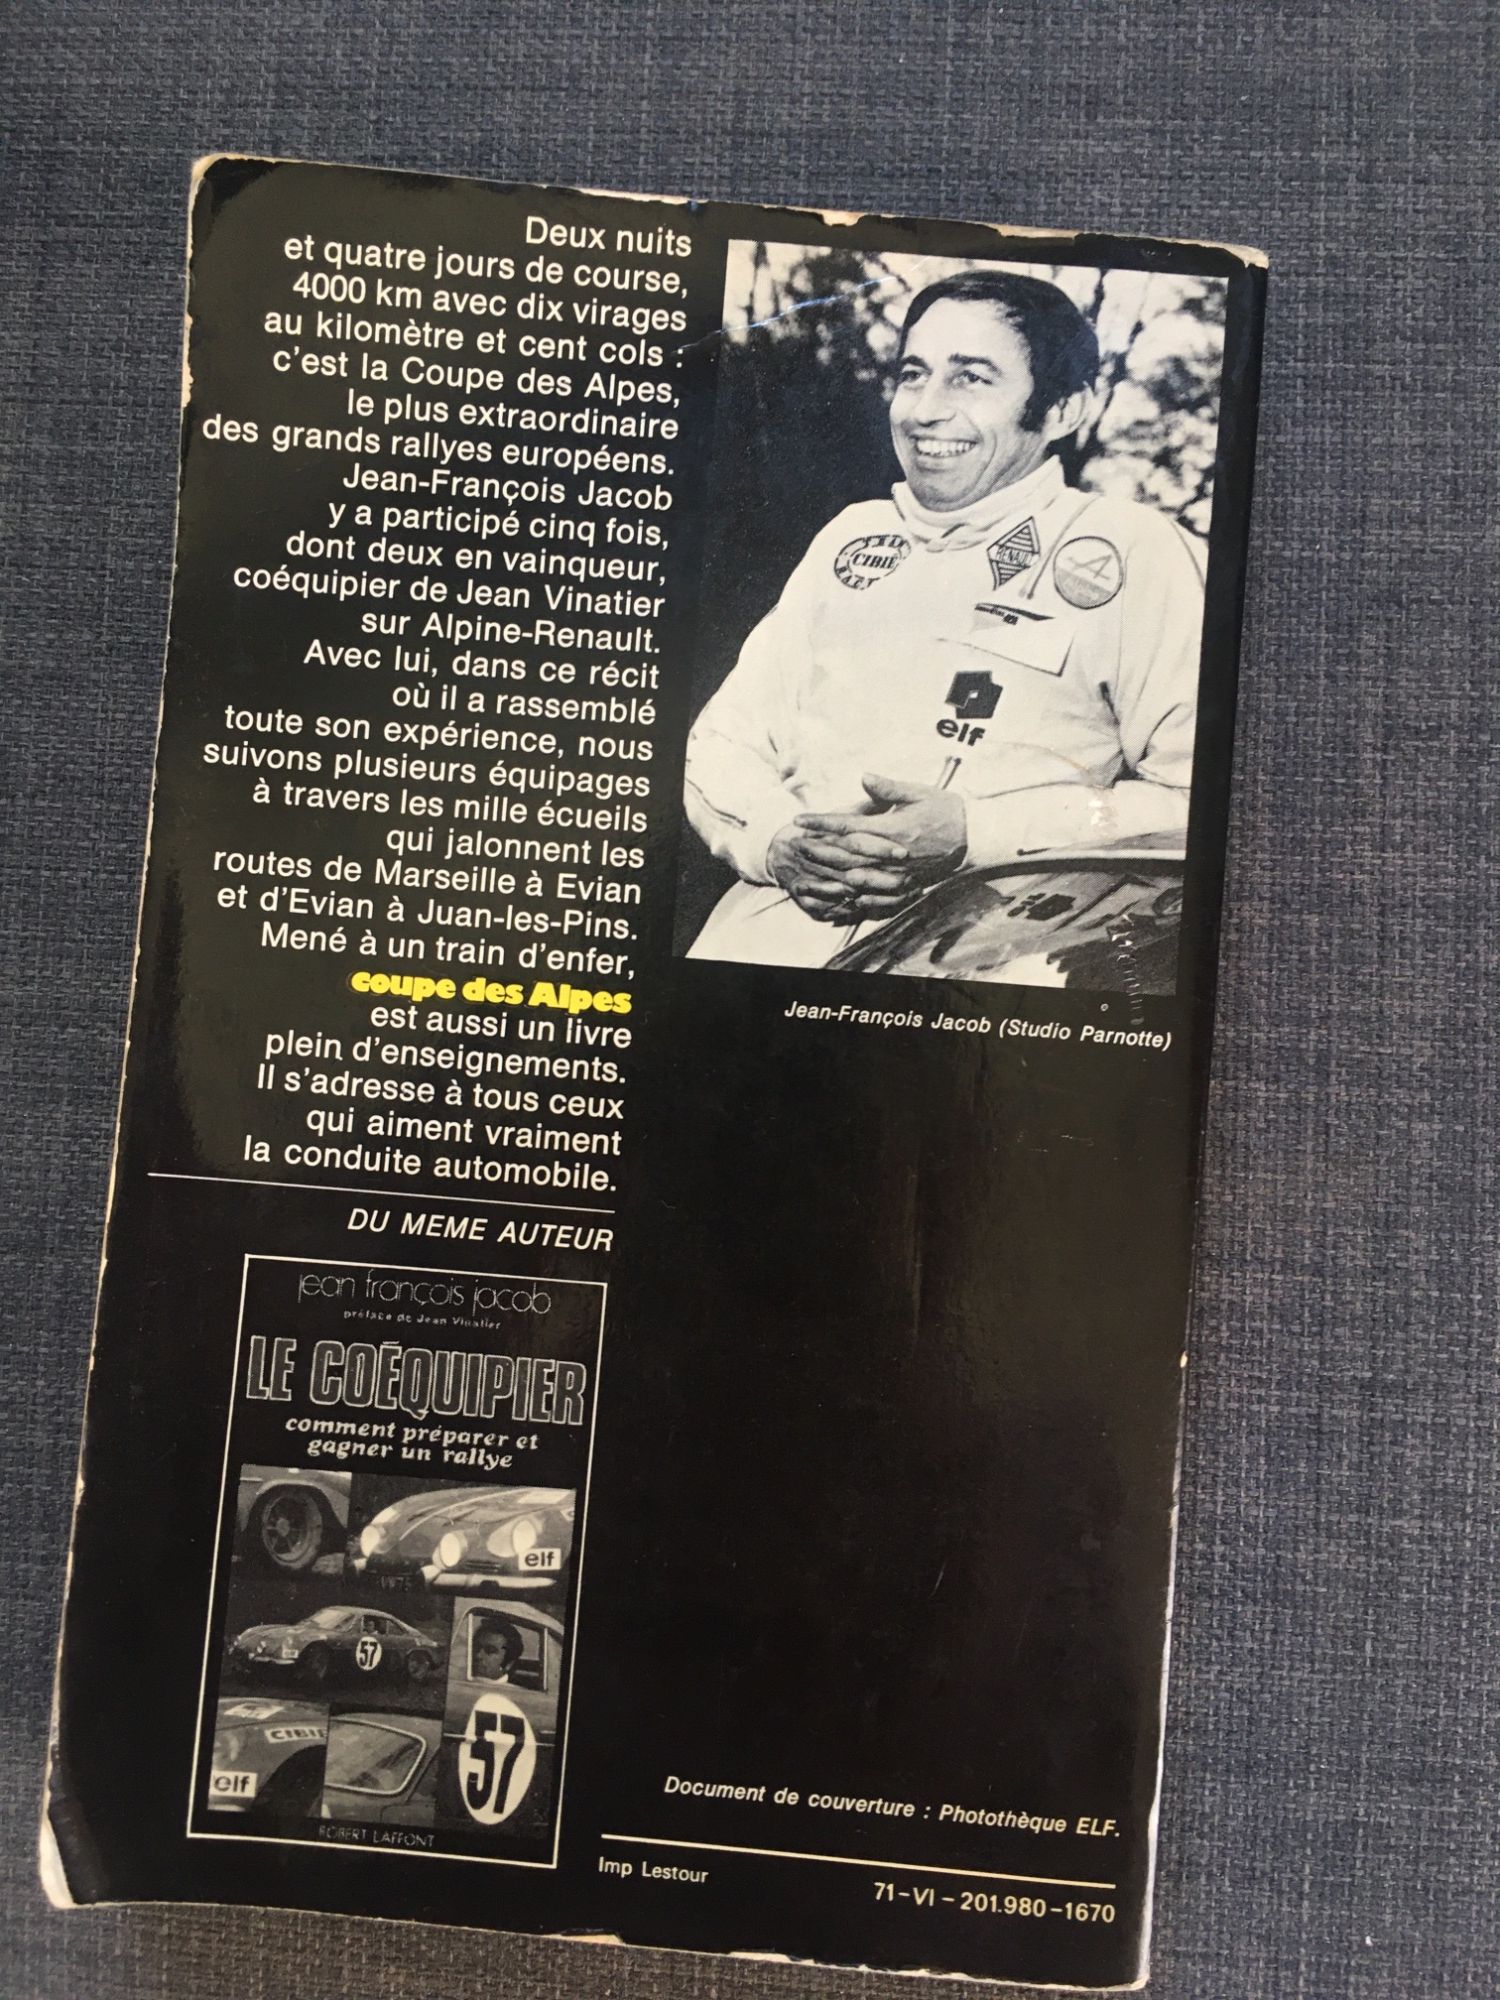 Deux nuits
et quatre jours de course,
4000 km avec dix virages
au kilomètre et cent cols :
c'est la Coupe des Alpes,
le plus extraordinaire
des grands rallyes européens.
Jean-François Jacob
y a participé cinq fois,
dont deux en vainqueur,
coéquipier de Jean Vinatier
sur Alpine-Renault.
Avec lui, dans ce récit
où il a rassemblé
toute son expérience, nous
suivons plusieurs équipages
à travers les mille écueils
qui jalonnent les
routes de Marseille à Evian
et d'Evian à Juan-les-Pins.
Mené à un train d'enfer,
coupe des Alpes
est aussi un livre
plein d'enseignements.
Il s'adresse à tous ceux
qui aiment vraiment
la conduite automobile.
CIBIÉ
RENAULT
A
elf
Jean-François Jacob (Studio Parnotte)
DU MEME AUTEUR
jean françois jacob
préface de Jean Vinatier
LE COÉQUIPIER
comment préparer et
gagner un rallye
elf
57
CIBIE
elf
57
ROBERT LAFFONT
Document de couverture : Photothèque ELF.
Imp Lestour
71-VI-201.980-1670